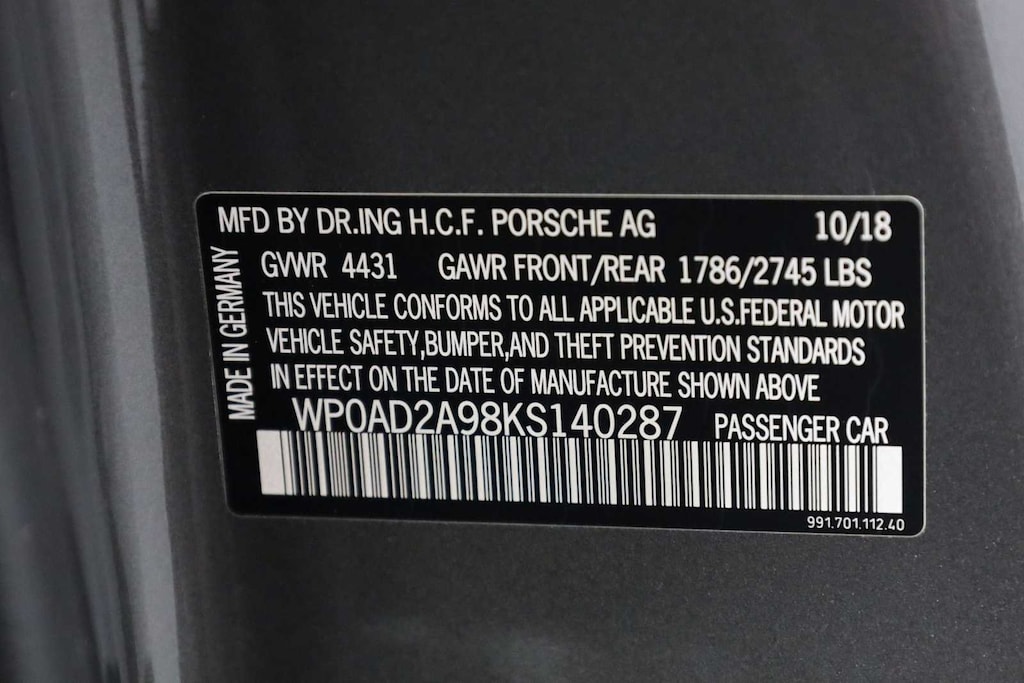 MFD BY DR.ING H.C.F. PORSCHE AG 10/18
GVWR 4431 GAWR FRONT/REAR 1786/2745 LBS
THIS VEHICLE CONFORMS TO ALL APPLICABLE U.S.FEDERAL MOTOR
VEHICLE SAFETY,BUMPER,AND THEFT PREVENTION STANDARDS
IN EFFECT ON THE DATE OF MANUFACTURE SHOWN ABOVE
WP0AD2A98KS140287 PASSENGER CAR
991.701.112.40
MADE IN GERMANY